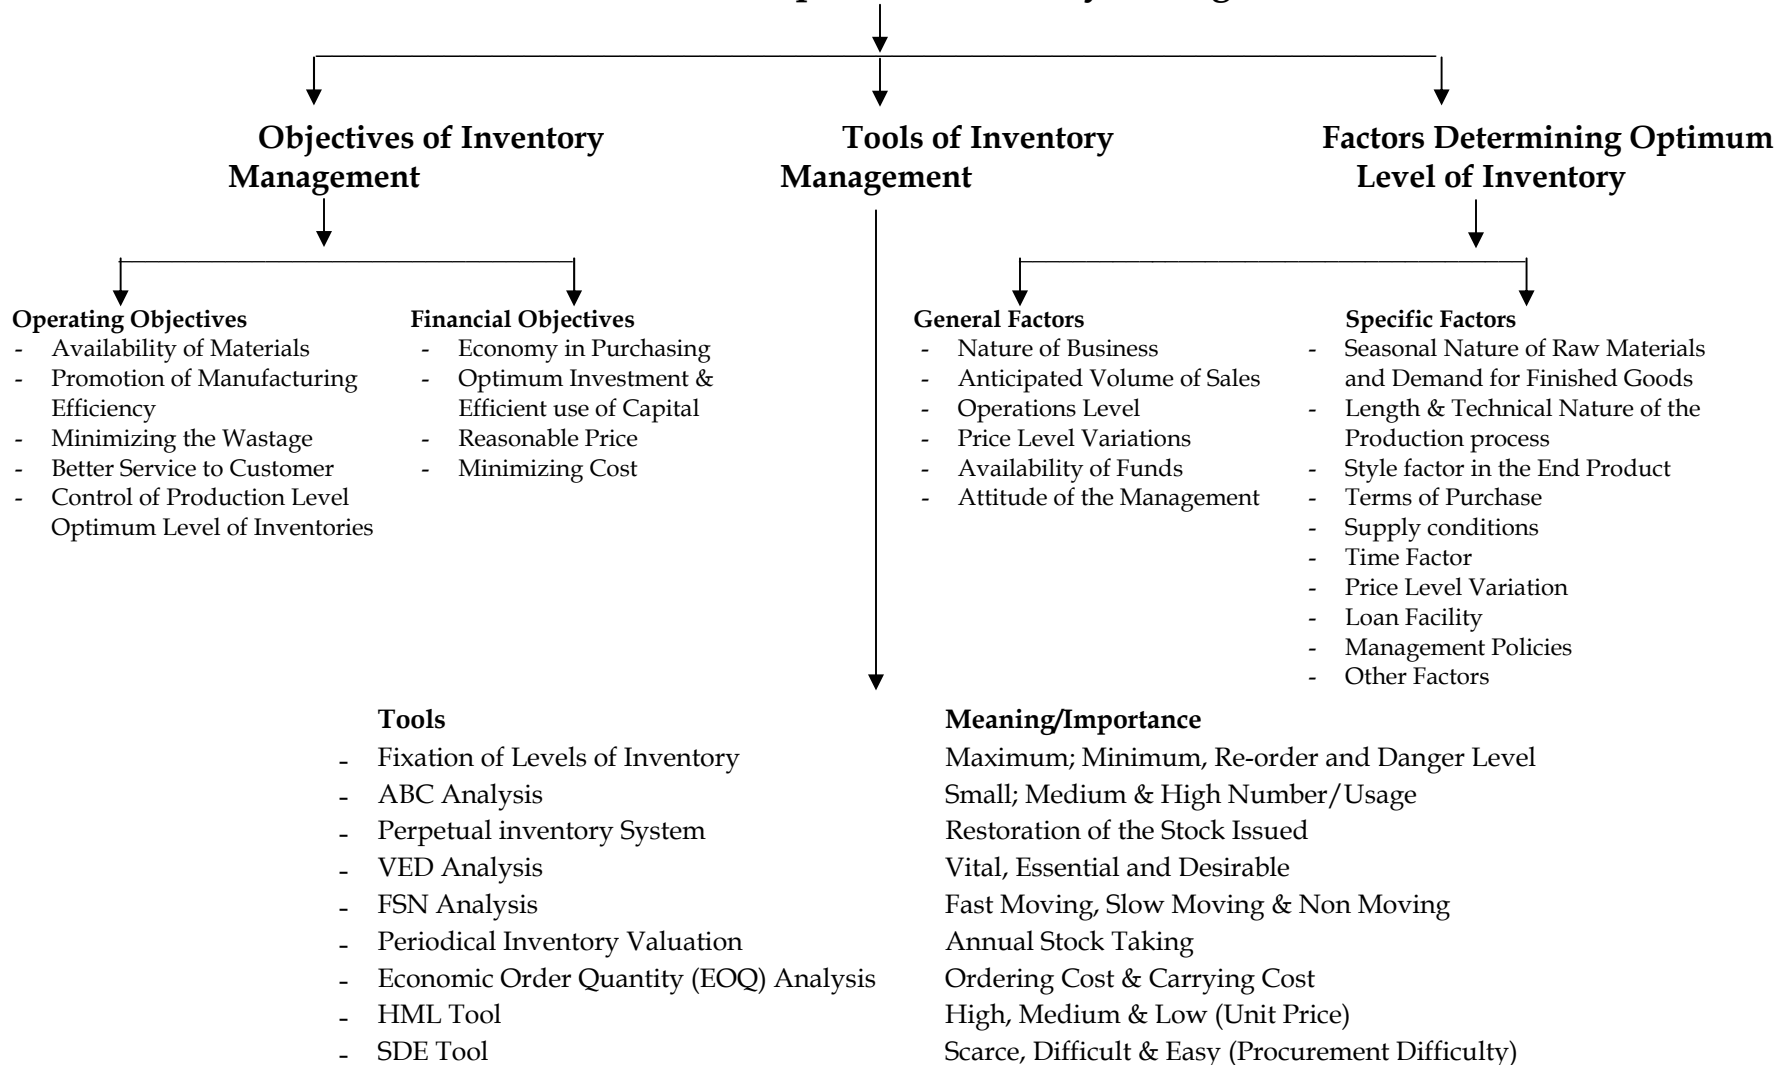 Objectives of Inventory
Management
Tools of Inventory
Management
Factors Determining Optimum
Level of Inventory
Operating Objectives
- Availability of Materials
- Promotion of Manufacturing
Efficiency
- Minimizing the Wastage
- Better Service to Customer
- Control of Production Level
Optimum Level of Inventories
Financial Objectives
- Economy in Purchasing
- Optimum Investment &
Efficient use of Capital
- Reasonable Price
- Minimizing Cost
General Factors
- Nature of Business
- Anticipated Volume of Sales
- Operations Level
- Price Level Variations
- Availability of Funds
- Attitude of the Management
Specific Factors
- Seasonal Nature of Raw Materials
and Demand for Finished Goods
- Length & Technical Nature of the
Production process
- Style factor in the End Product
- Terms of Purchase
- Supply conditions
- Time Factor
- Price Level Variation
- Loan Facility
- Management Policies
- Other Factors
Tools Meaning/Importance
- Fixation of Levels of Inventory Maximum; Minimum, Re-order and Danger Level
- ABC Analysis Small; Medium & High Number/Usage
- Perpetual inventory System Restoration of the Stock Issued
- VED Analysis Vital, Essential and Desirable
- FSN Analysis Fast Moving, Slow Moving & Non Moving
- Periodical Inventory Valuation Annual Stock Taking
- Economic Order Quantity (EOQ) Analysis Ordering Cost & Carrying Cost
- HML Tool High, Medium & Low (Unit Price)
- SDE Tool Scarce, Difficult & Easy (Procurement Difficulty)